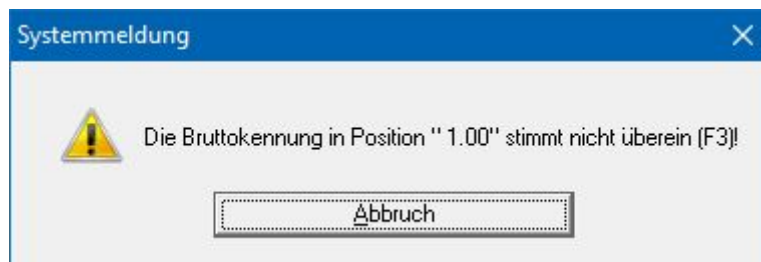 Systemmeldung
Die Bruttokennung in Position " 1.00" stimmt nicht überein (F3)!
Abbruch